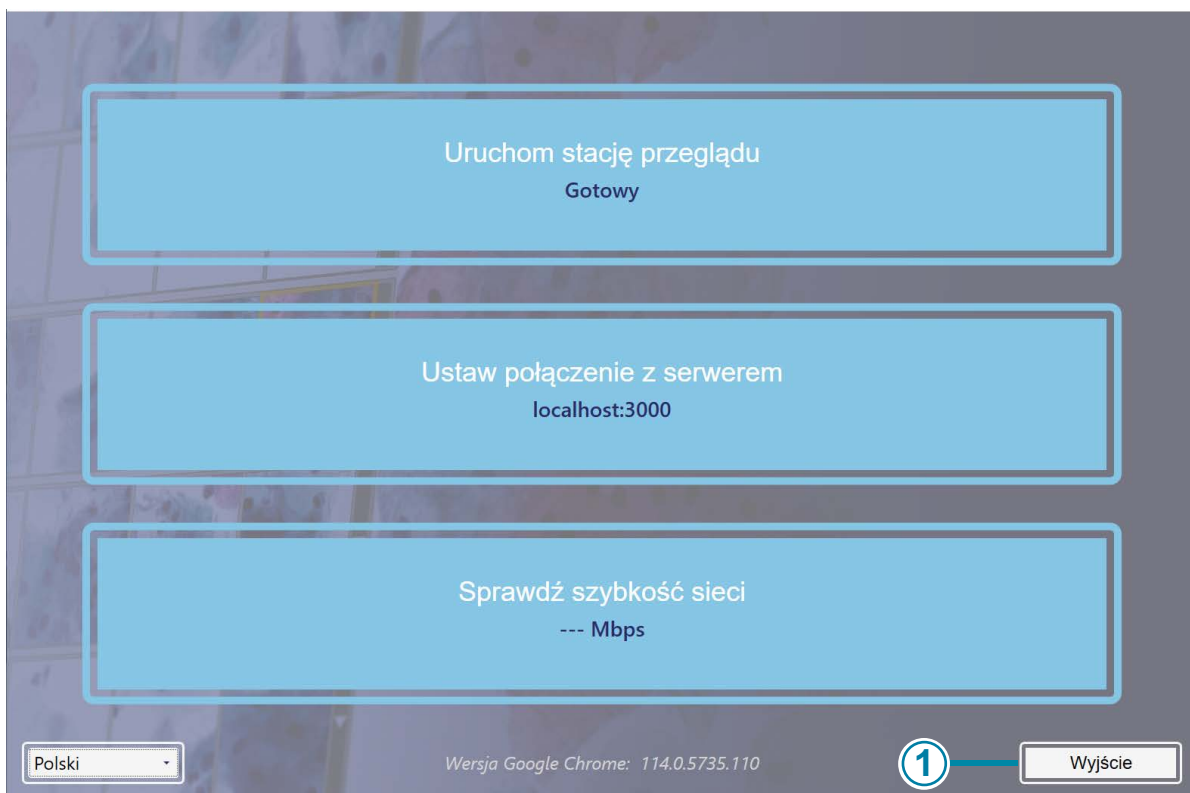 Uruchom stację przeglądu
Gotowy
Ustaw połączenie z serwerem
localhost:3000
Sprawdź szybkość sieci
--- Mbps
Polski
Wersja Google Chrome: 114.0.5735.110
1
Wyjście